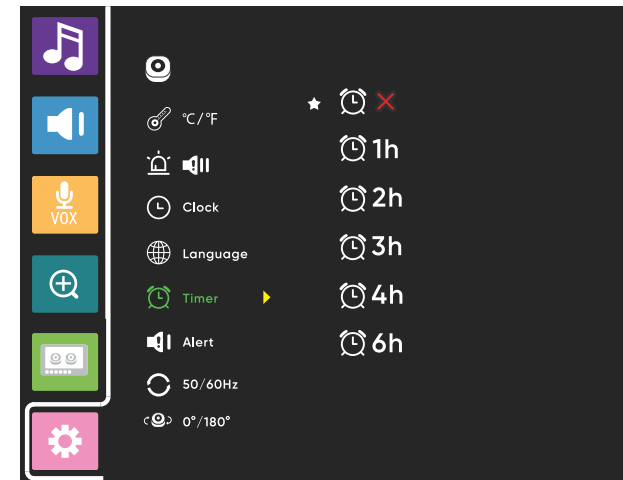 VOX
°C/°F
Clock
Language
Timer
Alert
50/60Hz
0°/180°
1h
2h
3h
4h
6h